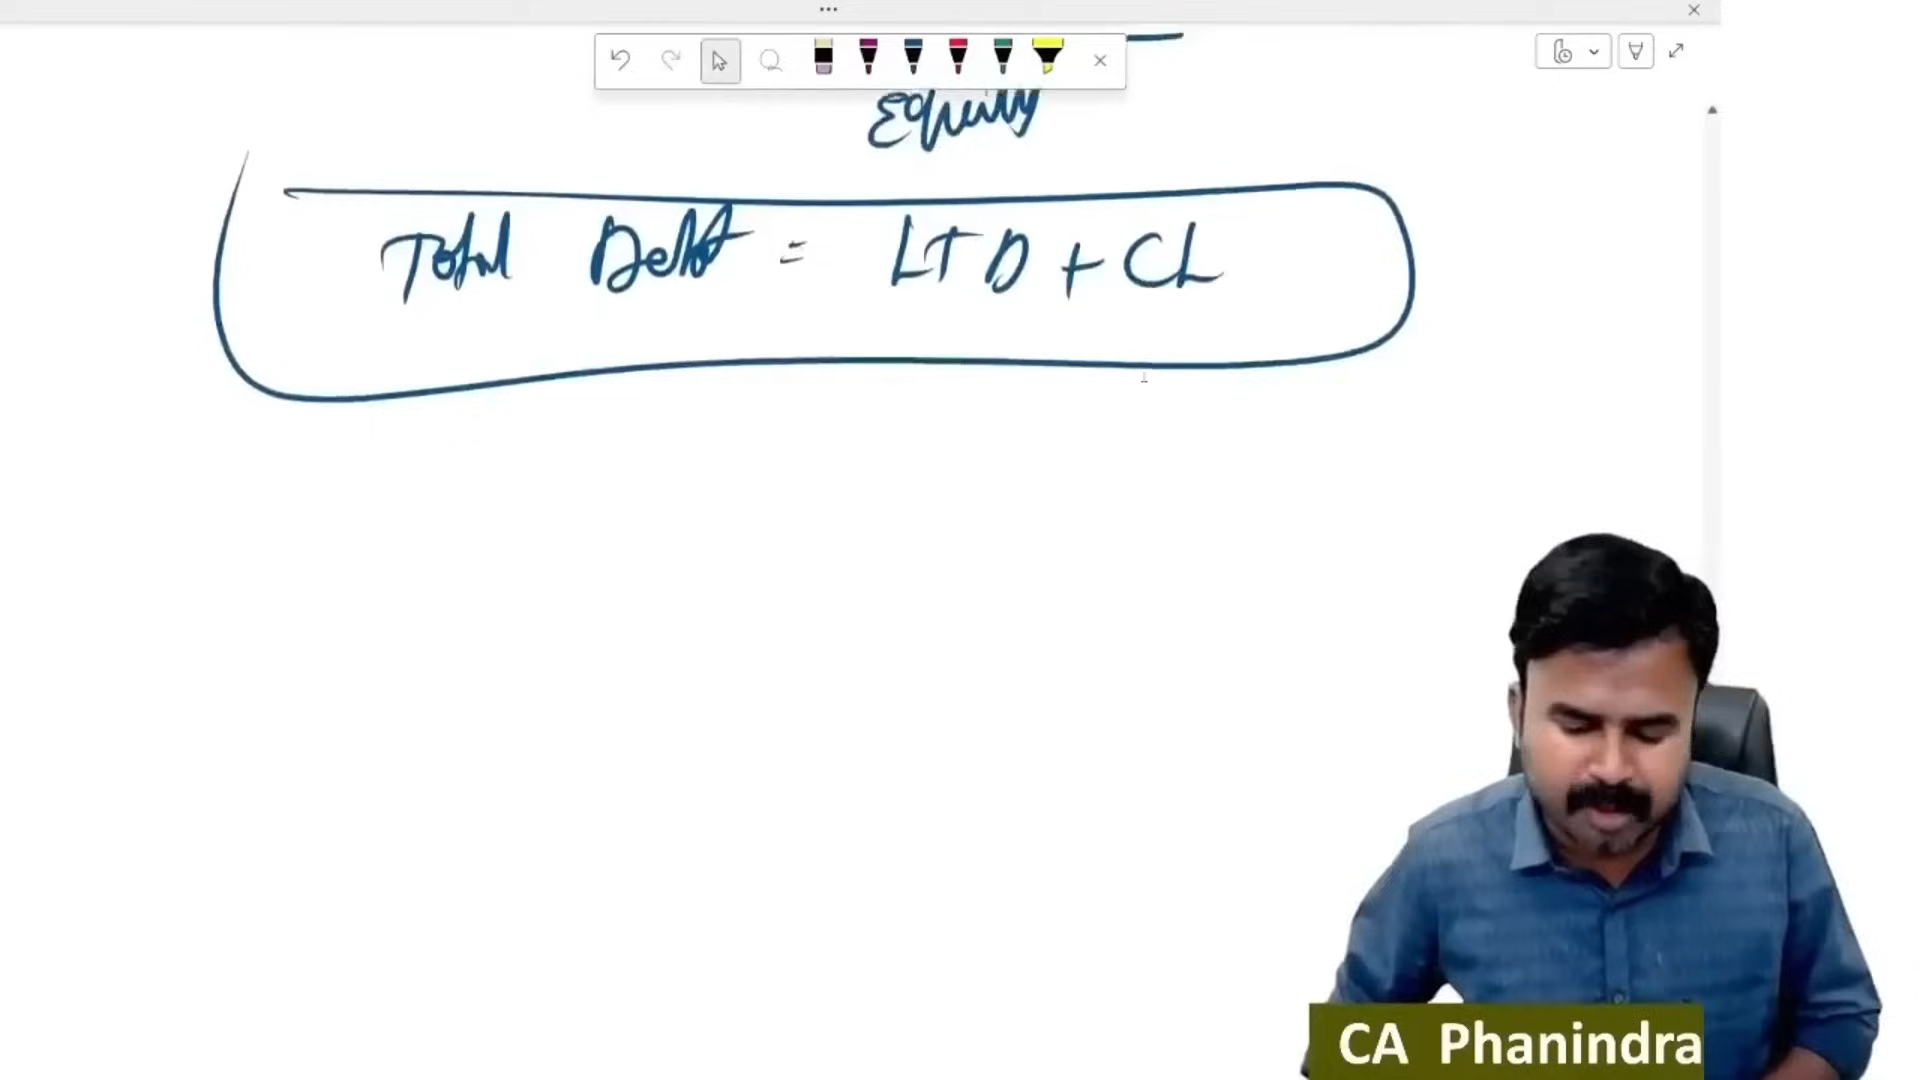 Equity
Total Debt = LTD + CL
CA Phanindra